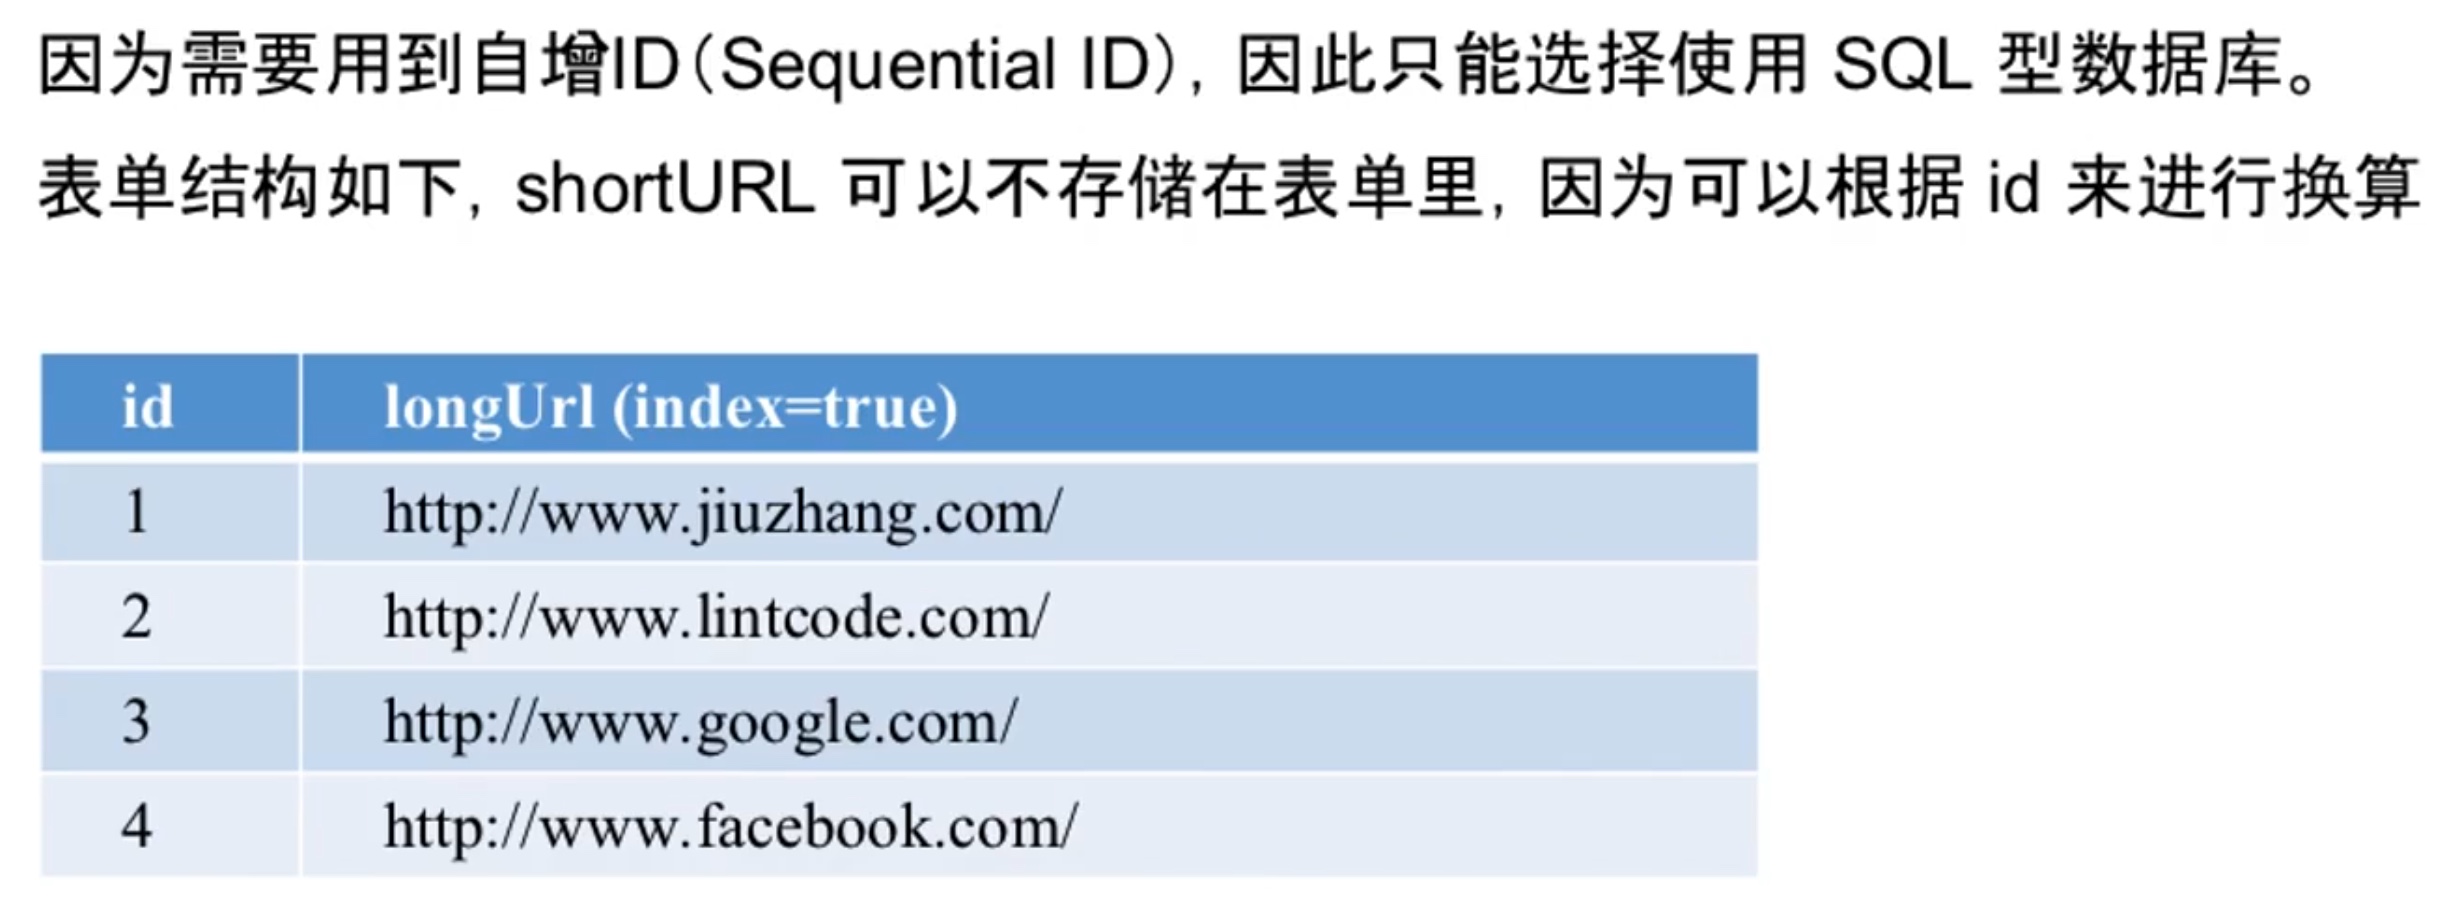 因为需要用到自增ID（Sequential ID），因此只能选择使用 SQL 型数据库。
表单结构如下，shortURL 可以不存储在表单里，因为可以根据 id 来进行换算
id longUrl (index=true)
1 http://www.jiuzhang.com/
2 http://www.lintcode.com/
3 http://www.google.com/
4 http://www.facebook.com/